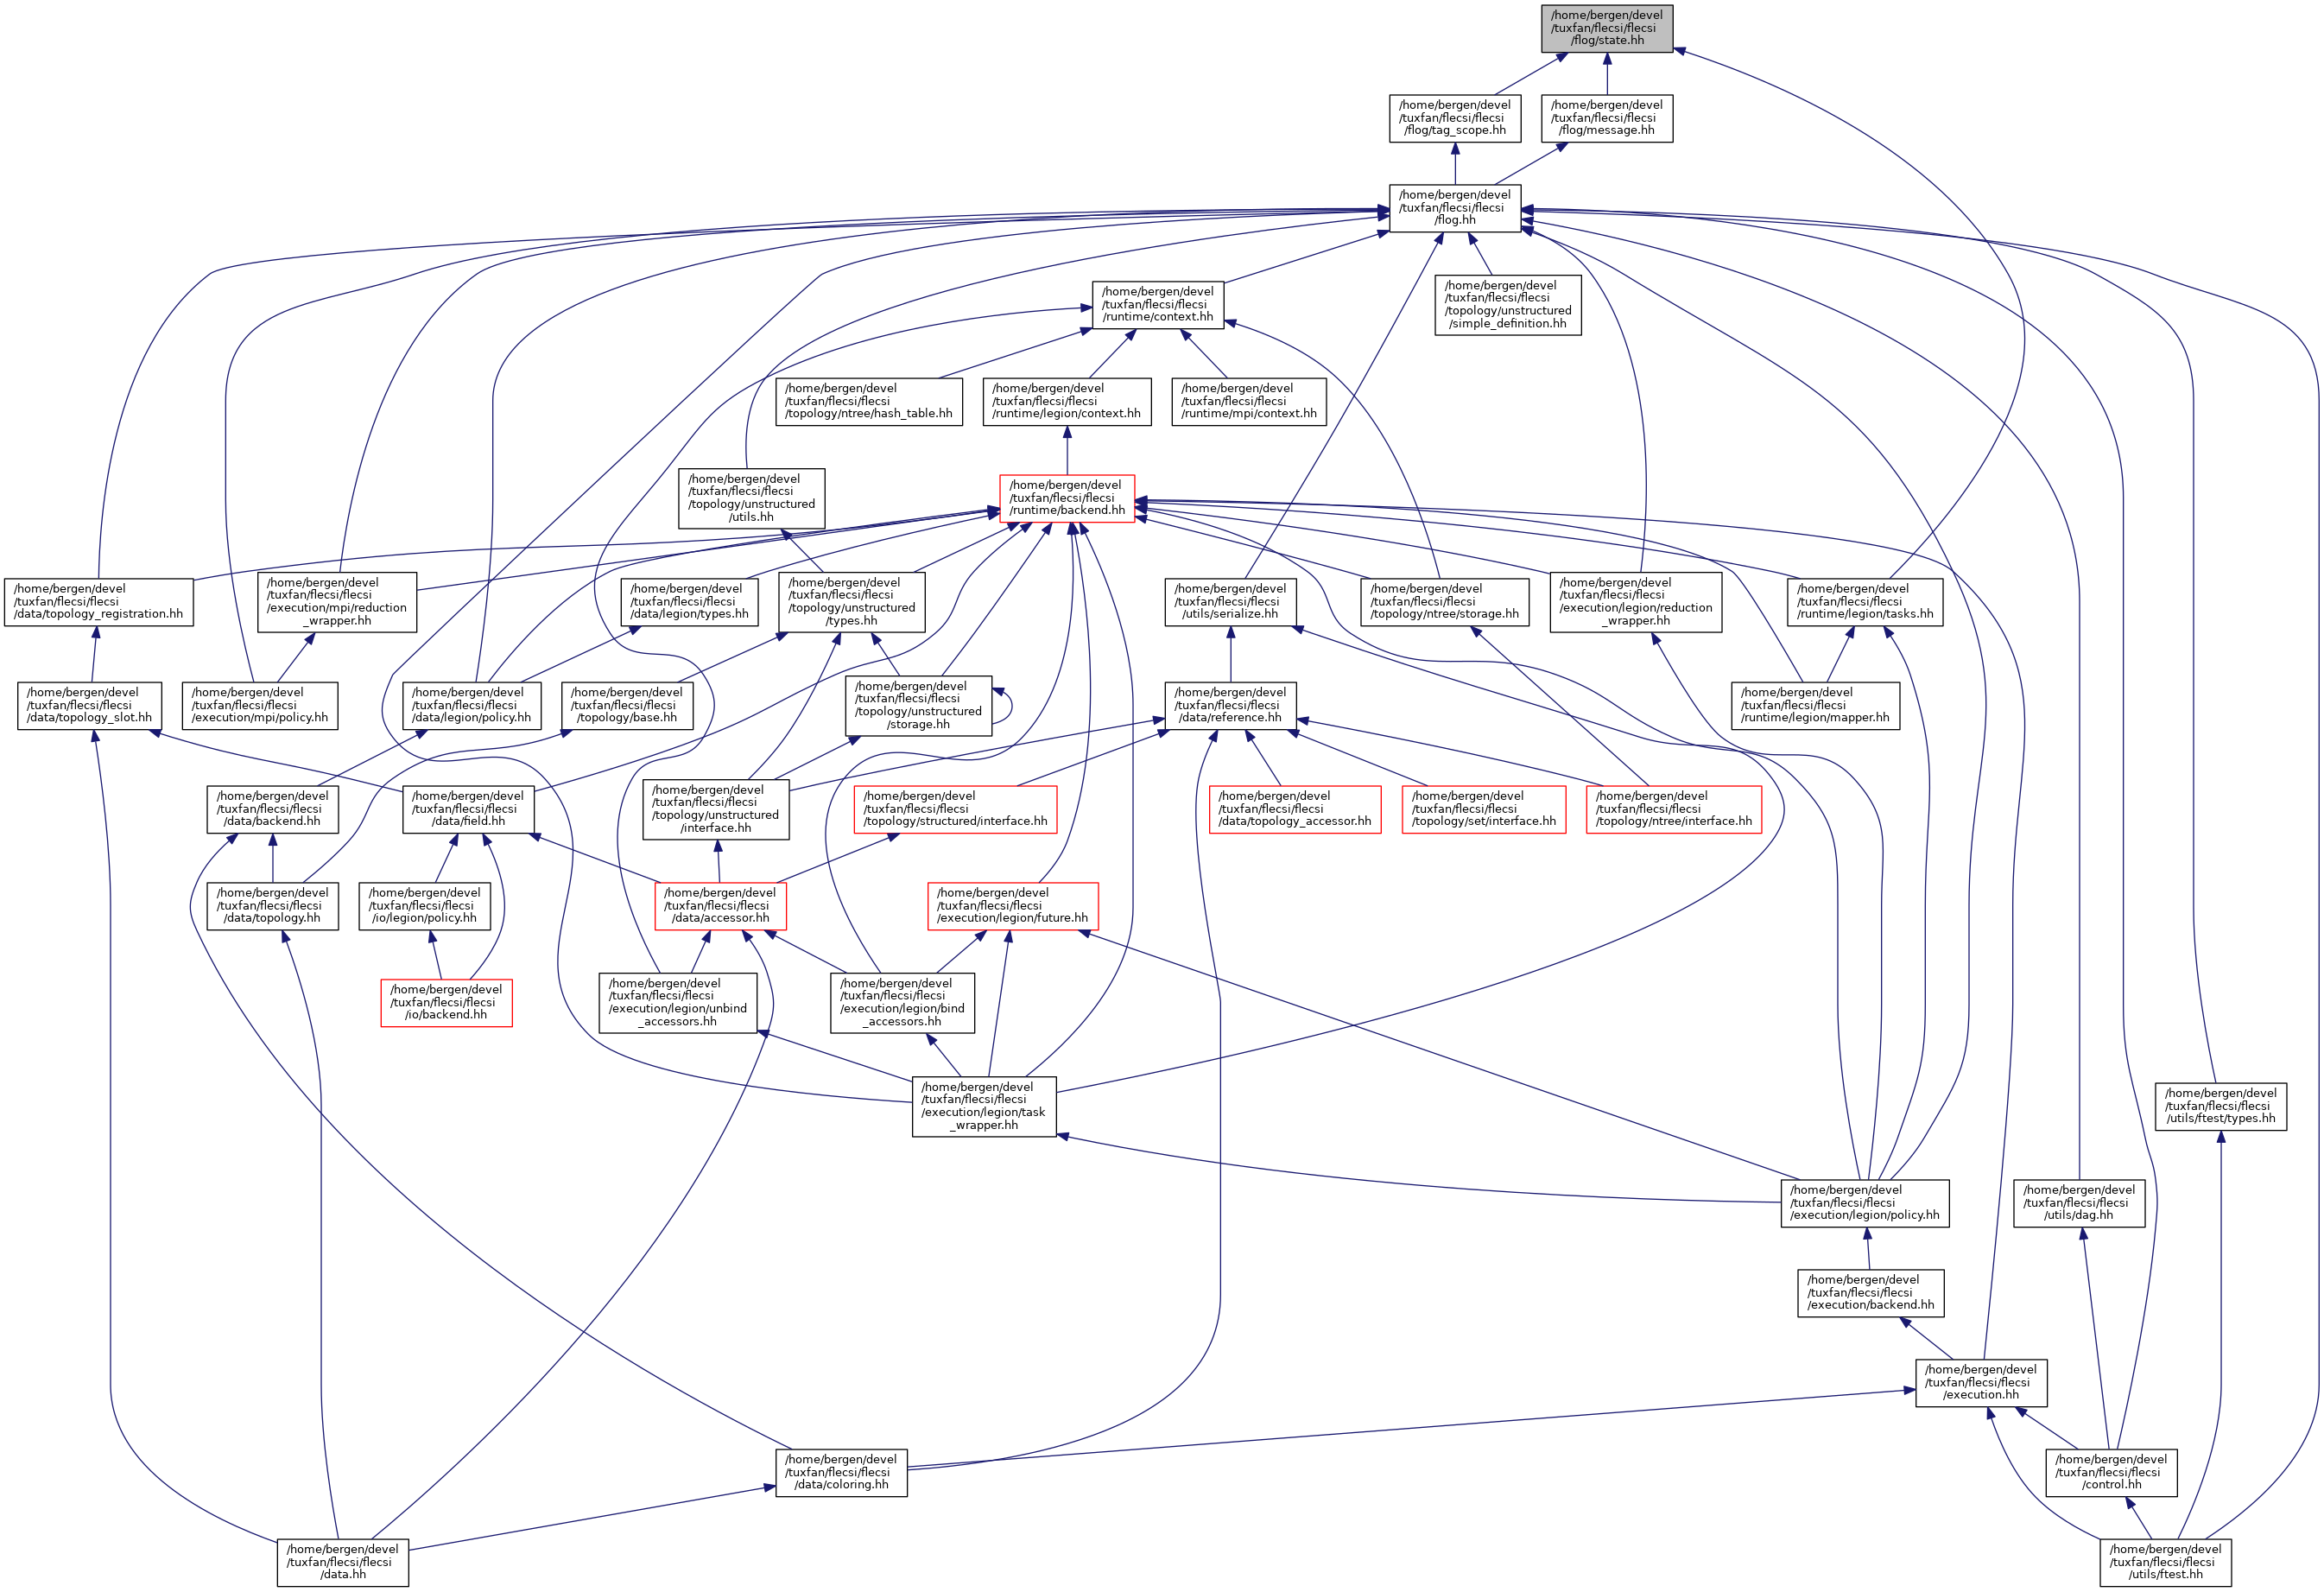 /home/bergen/devel
/tuxfan/flecsi/flecsi
/flog/state.hh
/home/bergen/devel
/tuxfan/flecsi/flecsi
/flog/tag_scope.hh
/home/bergen/devel
/tuxfan/flecsi/flecsi
/flog/message.hh
/home/bergen/devel
/tuxfan/flecsi/flecsi
/flog.hh
/home/bergen/devel
/tuxfan/flecsi/flecsi
/runtime/context.hh
/home/bergen/devel
/tuxfan/flecsi/flecsi
/topology/unstructured
/simple_definition.hh
/home/bergen/devel
/tuxfan/flecsi/flecsi
/topology/ntree/hash_table.hh
/home/bergen/devel
/tuxfan/flecsi/flecsi
/runtime/legion/context.hh
/home/bergen/devel
/tuxfan/flecsi/flecsi
/runtime/mpi/context.hh
/home/bergen/devel
/tuxfan/flecsi/flecsi
/topology/unstructured
/utils.hh
/home/bergen/devel
/tuxfan/flecsi/flecsi
/runtime/backend.hh
/home/bergen/devel
/tuxfan/flecsi/flecsi
/data/topology_registration.hh
/home/bergen/devel
/tuxfan/flecsi/flecsi
/execution/mpi/reduction
_wrapper.hh
/home/bergen/devel
/tuxfan/flecsi/flecsi
/data/legion/types.hh
/home/bergen/devel
/tuxfan/flecsi/flecsi
/topology/unstructured
/types.hh
/home/bergen/devel
/tuxfan/flecsi/flecsi
/utils/serialize.hh
/home/bergen/devel
/tuxfan/flecsi/flecsi
/topology/ntree/storage.hh
/home/bergen/devel
/tuxfan/flecsi/flecsi
/execution/legion/reduction
_wrapper.hh
/home/bergen/devel
/tuxfan/flecsi/flecsi
/runtime/legion/tasks.hh
/home/bergen/devel
/tuxfan/flecsi/flecsi
/data/topology_slot.hh
/home/bergen/devel
/tuxfan/flecsi/flecsi
/execution/mpi/policy.hh
/home/bergen/devel
/tuxfan/flecsi/flecsi
/data/legion/policy.hh
/home/bergen/devel
/tuxfan/flecsi/flecsi
/topology/base.hh
/home/bergen/devel
/tuxfan/flecsi/flecsi
/topology/unstructured
/storage.hh
/home/bergen/devel
/tuxfan/flecsi/flecsi
/data/reference.hh
/home/bergen/devel
/tuxfan/flecsi/flecsi
/runtime/legion/mapper.hh
/home/bergen/devel
/tuxfan/flecsi/flecsi
/data/backend.hh
/home/bergen/devel
/tuxfan/flecsi/flecsi
/data/field.hh
/home/bergen/devel
/tuxfan/flecsi/flecsi
/topology/unstructured
/interface.hh
/home/bergen/devel
/tuxfan/flecsi/flecsi
/topology/structured/interface.hh
/home/bergen/devel
/tuxfan/flecsi/flecsi
/data/topology_accessor.hh
/home/bergen/devel
/tuxfan/flecsi/flecsi
/topology/set/interface.hh
/home/bergen/devel
/tuxfan/flecsi/flecsi
/topology/ntree/interface.hh
/home/bergen/devel
/tuxfan/flecsi/flecsi
/data/topology.hh
/home/bergen/devel
/tuxfan/flecsi/flecsi
/io/legion/policy.hh
/home/bergen/devel
/tuxfan/flecsi/flecsi
/data/accessor.hh
/home/bergen/devel
/tuxfan/flecsi/flecsi
/execution/legion/future.hh
/home/bergen/devel
/tuxfan/flecsi/flecsi
/io/backend.hh
/home/bergen/devel
/tuxfan/flecsi/flecsi
/execution/legion/unbind
_accessors.hh
/home/bergen/devel
/tuxfan/flecsi/flecsi
/execution/legion/bind
_accessors.hh
/home/bergen/devel
/tuxfan/flecsi/flecsi
/execution/legion/task
_wrapper.hh
/home/bergen/devel
/tuxfan/flecsi/flecsi
/utils/ftest/types.hh
/home/bergen/devel
/tuxfan/flecsi/flecsi
/execution/legion/policy.hh
/home/bergen/devel
/tuxfan/flecsi/flecsi
/utils/dag.hh
/home/bergen/devel
/tuxfan/flecsi/flecsi
/execution/backend.hh
/home/bergen/devel
/tuxfan/flecsi/flecsi
/execution.hh
/home/bergen/devel
/tuxfan/flecsi/flecsi
/data/coloring.hh
/home/bergen/devel
/tuxfan/flecsi/flecsi
/control.hh
/home/bergen/devel
/tuxfan/flecsi/flecsi
/data.hh
/home/bergen/devel
/tuxfan/flecsi/flecsi
/utils/ftest.hh